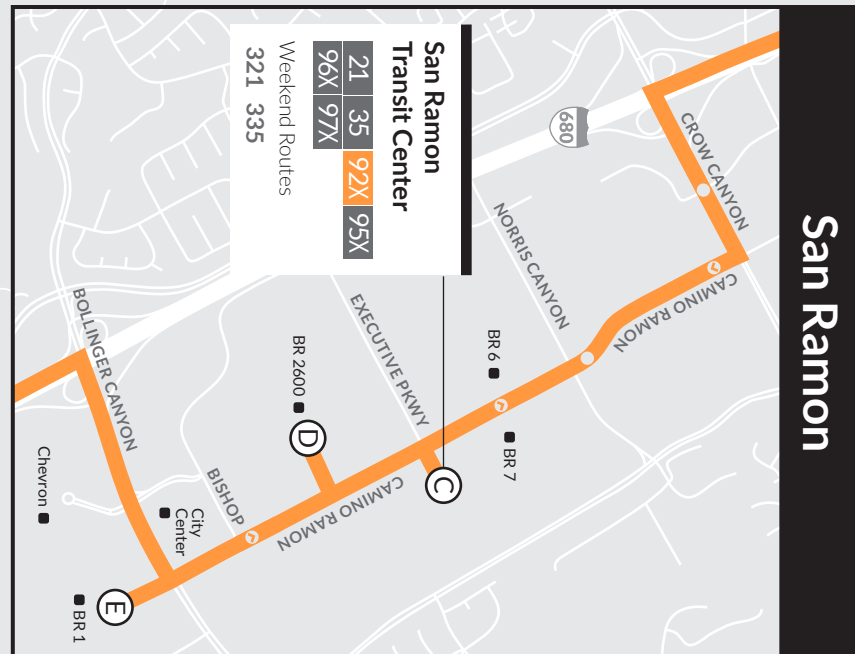 San Ramon
680
CROW CANYON
CAMINO RAMON
NORRIS CANYON
San Ramon
Transit Center
21 35 92X 95X
96X 97X
Weekend Routes
321 335
BR 6
BR 7
EXECUTIVE PKWY
C
BR 2600
D
CAMINO RAMON
BOLLINGER CANYON
BISHOP
City
Center
Chevron
E
BR 1